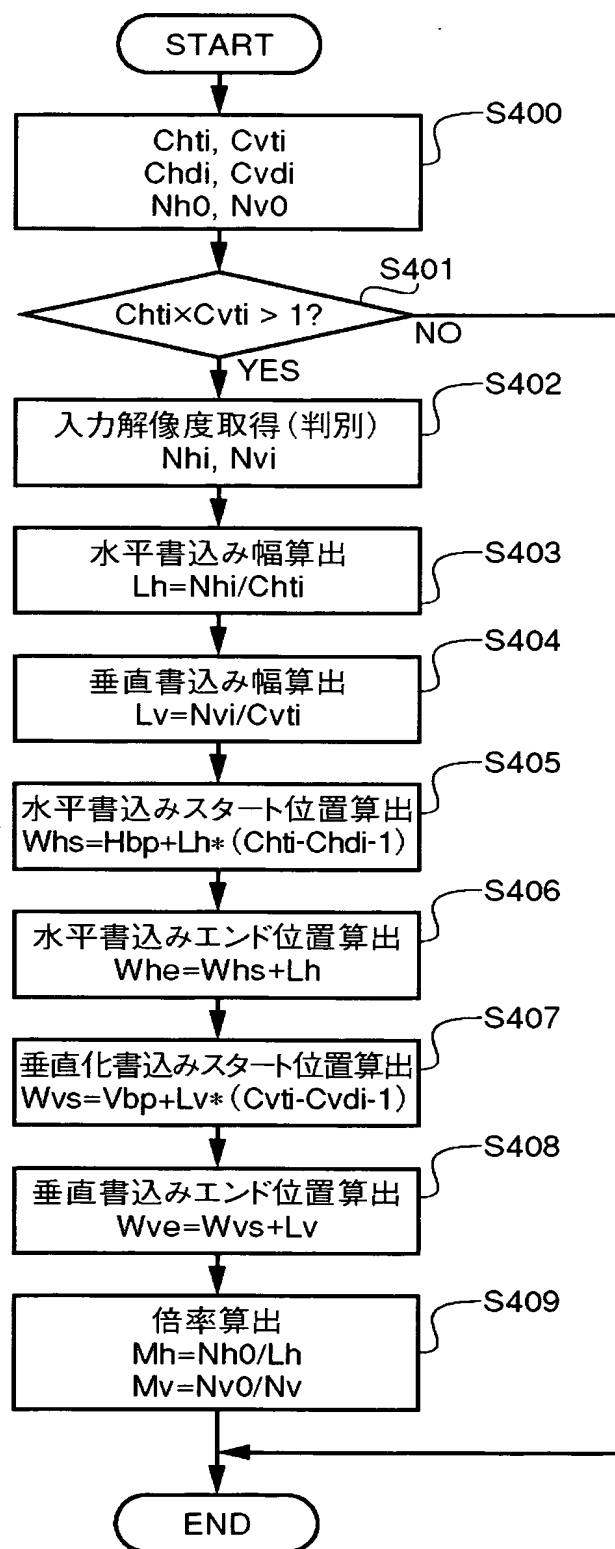 START
S400
Chti, Cvti
Chdi, Cvdi
Nh0, Nv0
S401
Chti×Cvti > 1?
NO
YES
S402
入力解像度取得(判別)
Nhi, Nvi
S403
水平書込み幅算出
Lh=Nhi/Chti
S404
垂直書込み幅算出
Lv=Nvi/Cvti
S405
水平書込みスタート位置算出
Whs=Hbp+Lh*(Chti-Chdi-1)
S406
水平書込みエンド位置算出
Whe=Whs+Lh
S407
垂直化書込みスタート位置算出
Wvs=Vbp+Lv*(Cvti-Cvdi-1)
S408
垂直書込みエンド位置算出
Wve=Wvs+Lv
S409
倍率算出
Mh=Nh0/Lh
Mv=Nv0/Nv
END